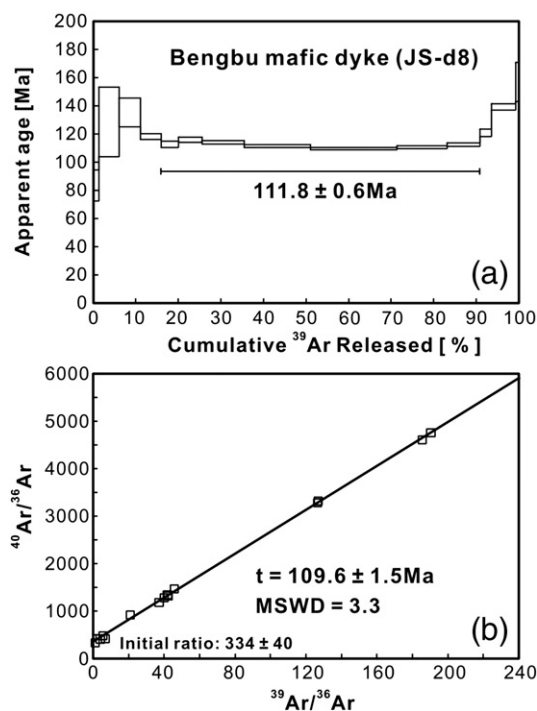 200
180
160
140
120
100
80
60
40
20
0
Apparent age [Ma]
Bengbu mafic dyke (JS-d8)
111.8 ± 0.6Ma
(a)
0 10 20 30 40 50 60 70 80 90 100
Cumulative ³⁹Ar Released [ % ]
6000
5000
4000
3000
2000
1000
0
⁴⁰Ar/³⁶Ar
t = 109.6 ± 1.5Ma
MSWD = 3.3
Initial ratio: 334 ± 40
(b)
0 40 80 120 160 200 240
³⁹Ar/³⁶Ar